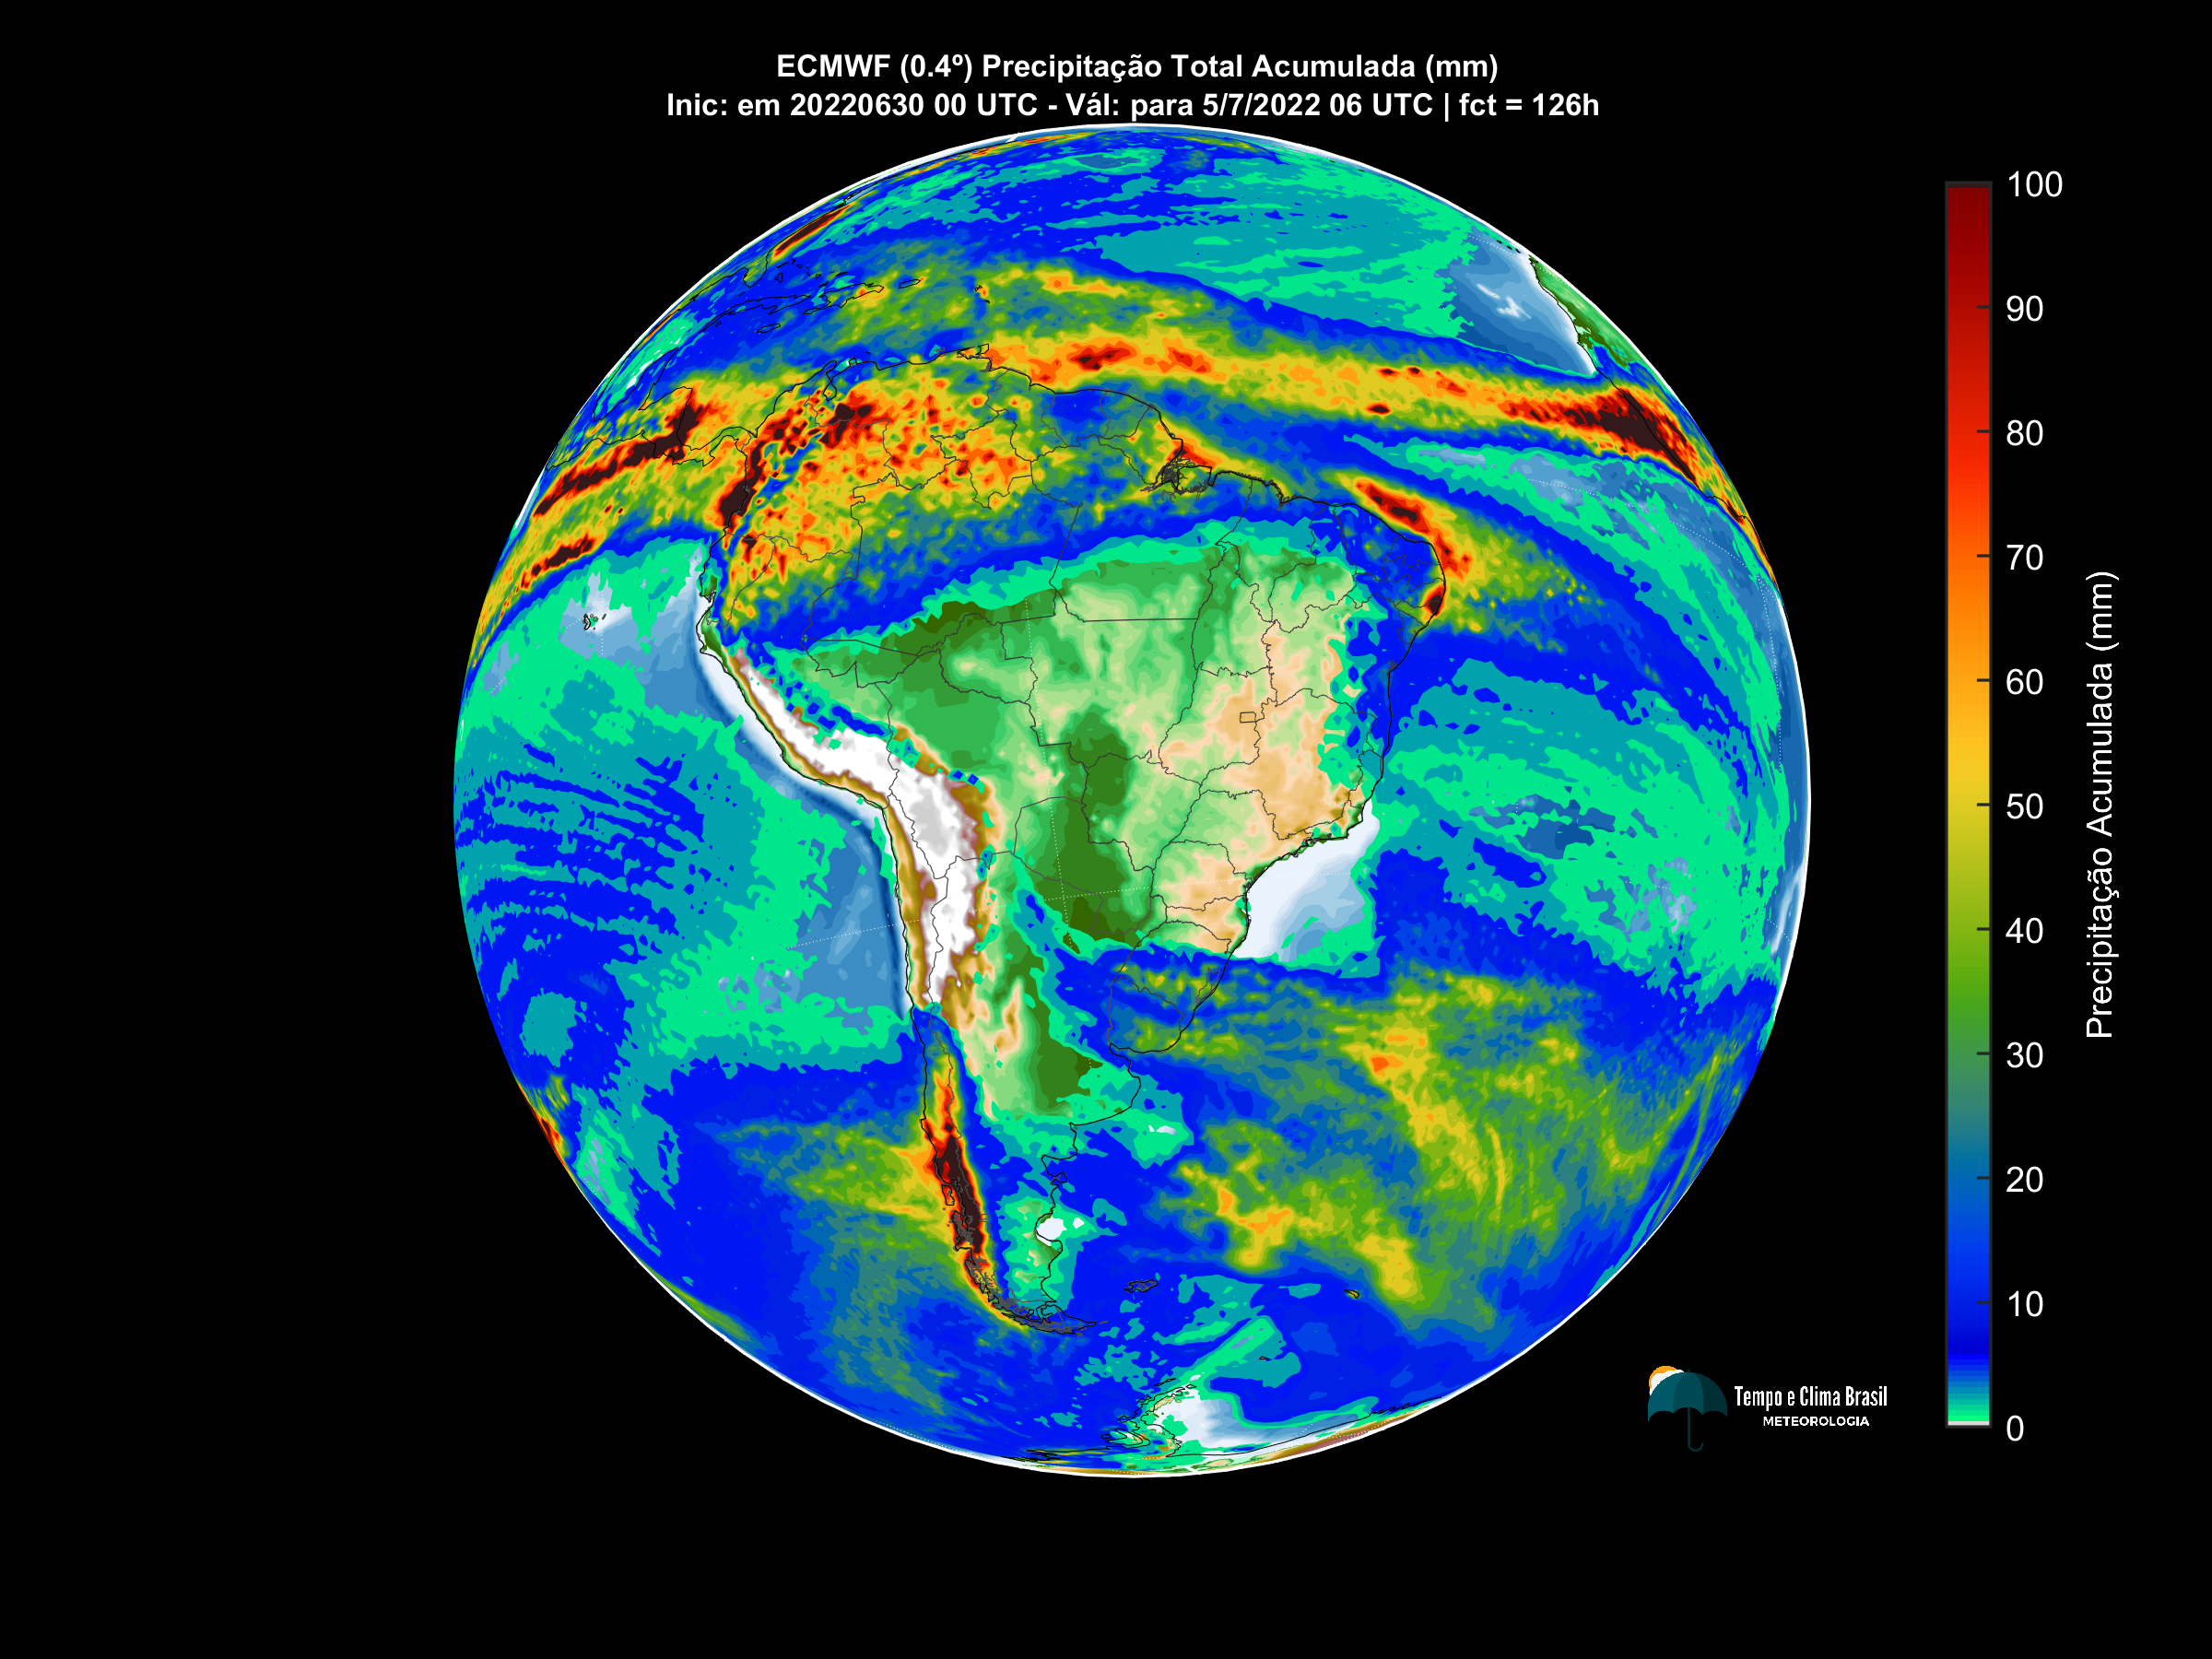 ECMWF (0.4º) Precipitação Total Acumulada (mm)
Inic: em 20220630 00 UTC - Vál: para 5/7/2022 06 UTC | fct = 126h
100
90
80
70
60
50
40
30
20
10
0
Precipitação Acumulada (mm)
Tempo e Clima Brasil
METEOROLOGIA